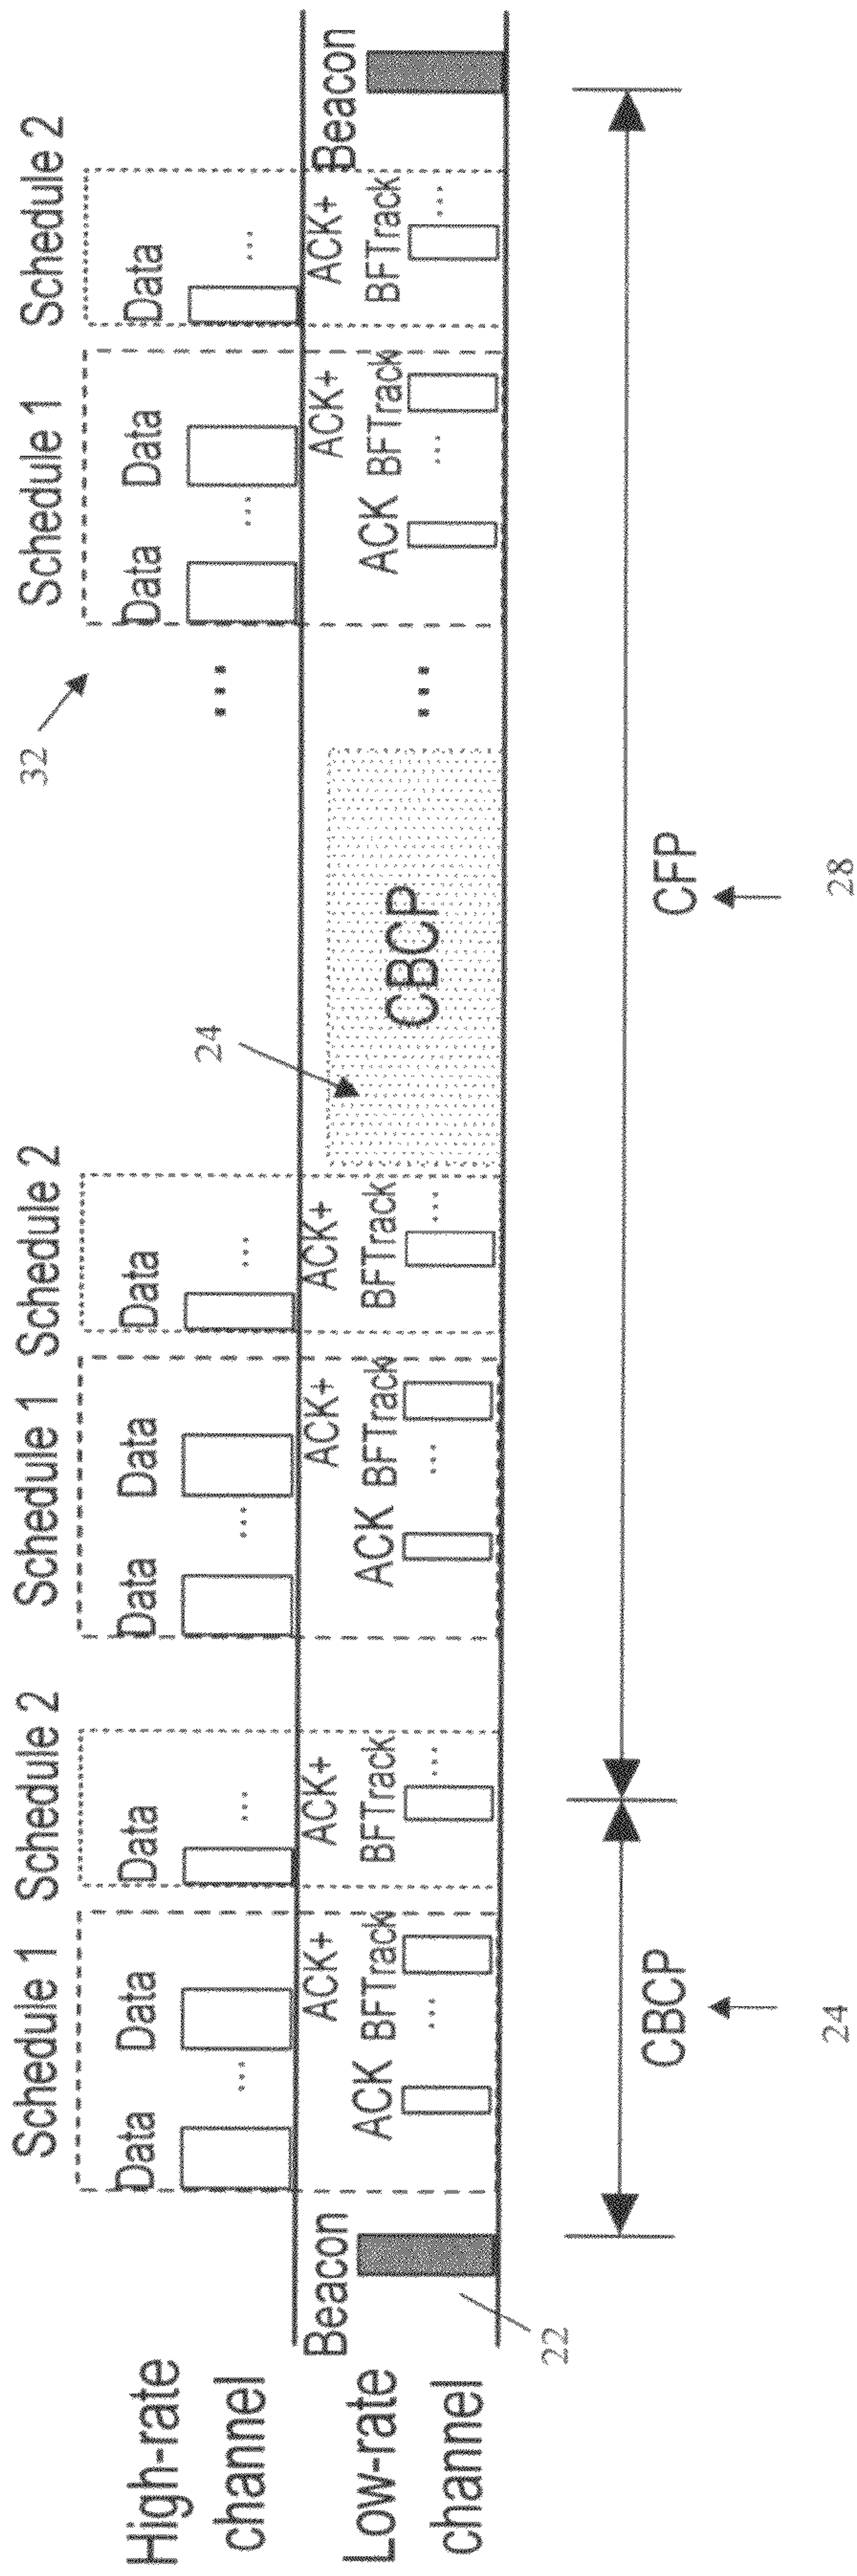 Schedule 1 Schedule 2 Schedule 1 Schedule 2 Schedule 1 Schedule 2
32
High-rate
channel
Data Data Data Data Data Data Data Data Data
... ... ... ... ... ... ...
24
Low-rate
channel
Beacon ACK+ ACK+ ACK+ ACK+ ACK+ ACK+ Beacon
ACK BFTrack BFTrack ACK BFTrack BFTrack CBCP ACK BFTrack BFTrack
... ... ... ... ... ... ...
22
CBCP CFP
24 28